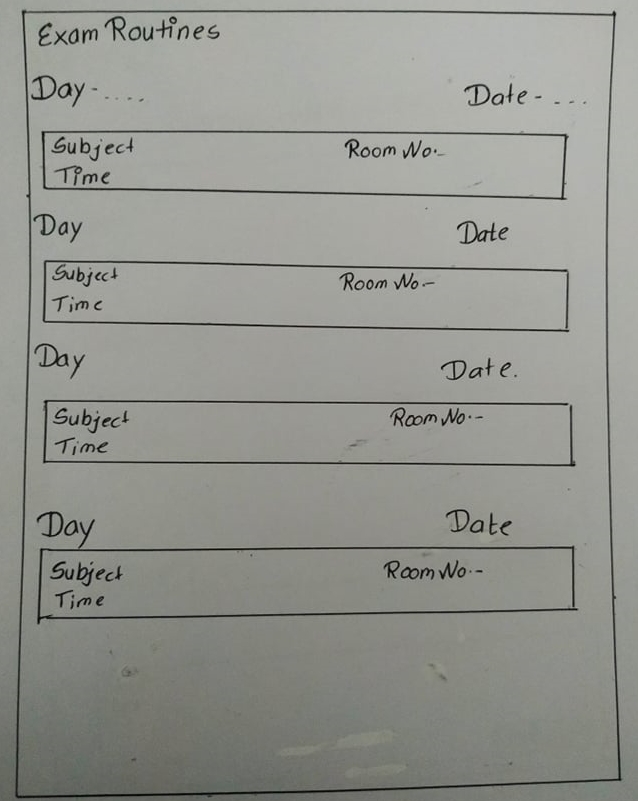 Exam Routines
Day-.... Date-...
Subject Room No.-
Time
Day Date
Subject Room No.-
Time
Day Date.
Subject Room No.-
Time
Day Date
Subject Room No.-
Time